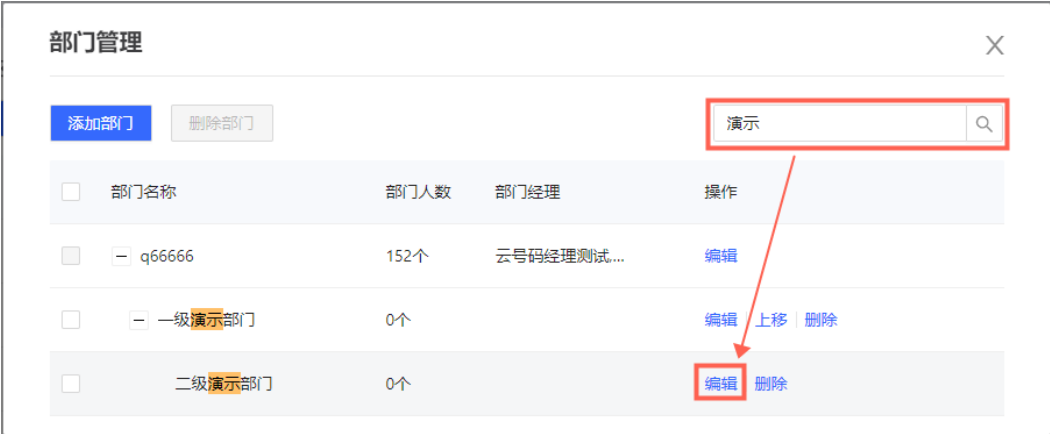 部门管理
添加部门 删除部门 演示
部门名称 部门人数 部门经理 操作
q66666 152个 云号码经理测试,... 编辑
一级演示部门 0个 编辑 上移 删除
二级演示部门 0个 编辑 删除